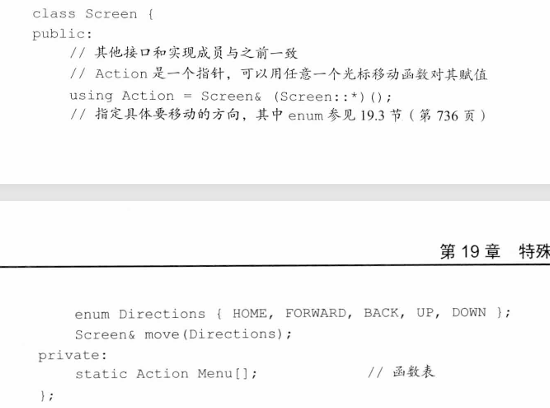 class Screen {
public:
// 其他接口和实现成员与之前一致
// Action 是一个指针，可以用任意一个光标移动函数对其赋值
using Action = Screen& (Screen::*)();
// 指定具体要移动的方向，其中 enum 参见 19.3 节（第 736 页）
第 19 章 特殊
enum Directions { HOME, FORWARD, BACK, UP, DOWN };
Screen& move(Directions);
private:
static Action Menu[]; // 函数表
};